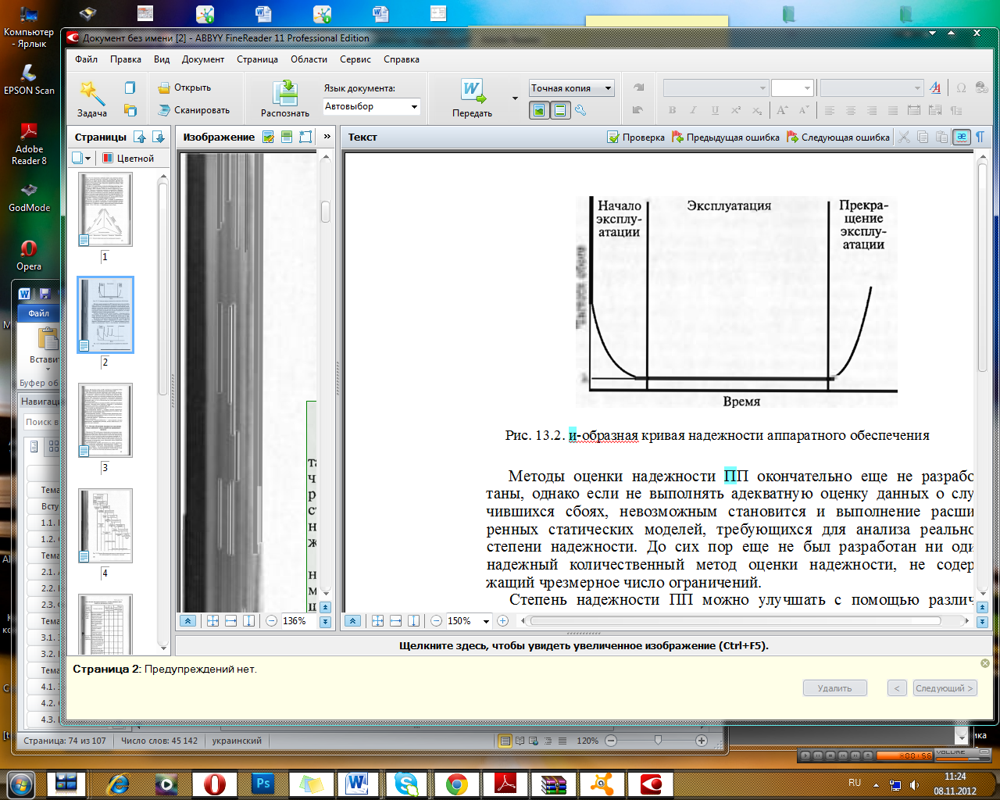 Компьютер
- Ярлык
EPSON Scan
Adobe
Reader 8
GodMode
Opera
Документ без имени [2] - ABBYY FineReader 11 Professional Edition
Файл Правка Вид Документ Страница Области Сервис Справка
Задача
Открыть
Сканировать
Распознать
Язык документа:
Автовыбор
Передать
Точная копия
Страницы
Изображение
Текст
Проверка Предыдущая ошибка Следующая ошибка
Цветной
1
2
3
4
Начало
эксплу-
атации
Эксплуатация
Прекра-
щение
эксплу-
атации
Время
Рис. 13.2. и-образная кривая надежности аппаратного обеспечения
Методы оценки надежности ПП окончательно еще не разрабо
таны, однако если не выполнять адекватную оценку данных о слу
чившихся сбоях, невозможным становится и выполнение расши
ренных статических моделей, требующихся для анализа реально
степени надежности. До сих пор еще не был разработан ни оди
надежный количественный метод оценки надежности, не содер
жащий чрезмерное число ограничений.
Степень надежности ПП можно улучшать с помощью различ
136%
150%
Щелкните здесь, чтобы увидеть увеличенное изображение (Ctrl+F5).
Страница 2: Предупреждений нет.
Удалить
<
Следующий >
Файл
Вставит
Буфер об
Навигаци
Поиск в
Тема
Всту
1.1.
1.2.
Тема
2.1.
2.2.
2.3.
Тема
3.1.
3.2.
Тема
4.1.
4.2.
4.3.
Страница: 74 из 107
Число слов: 45 142
украинский
120%
VOLUME
RU
11:24
08.11.2012